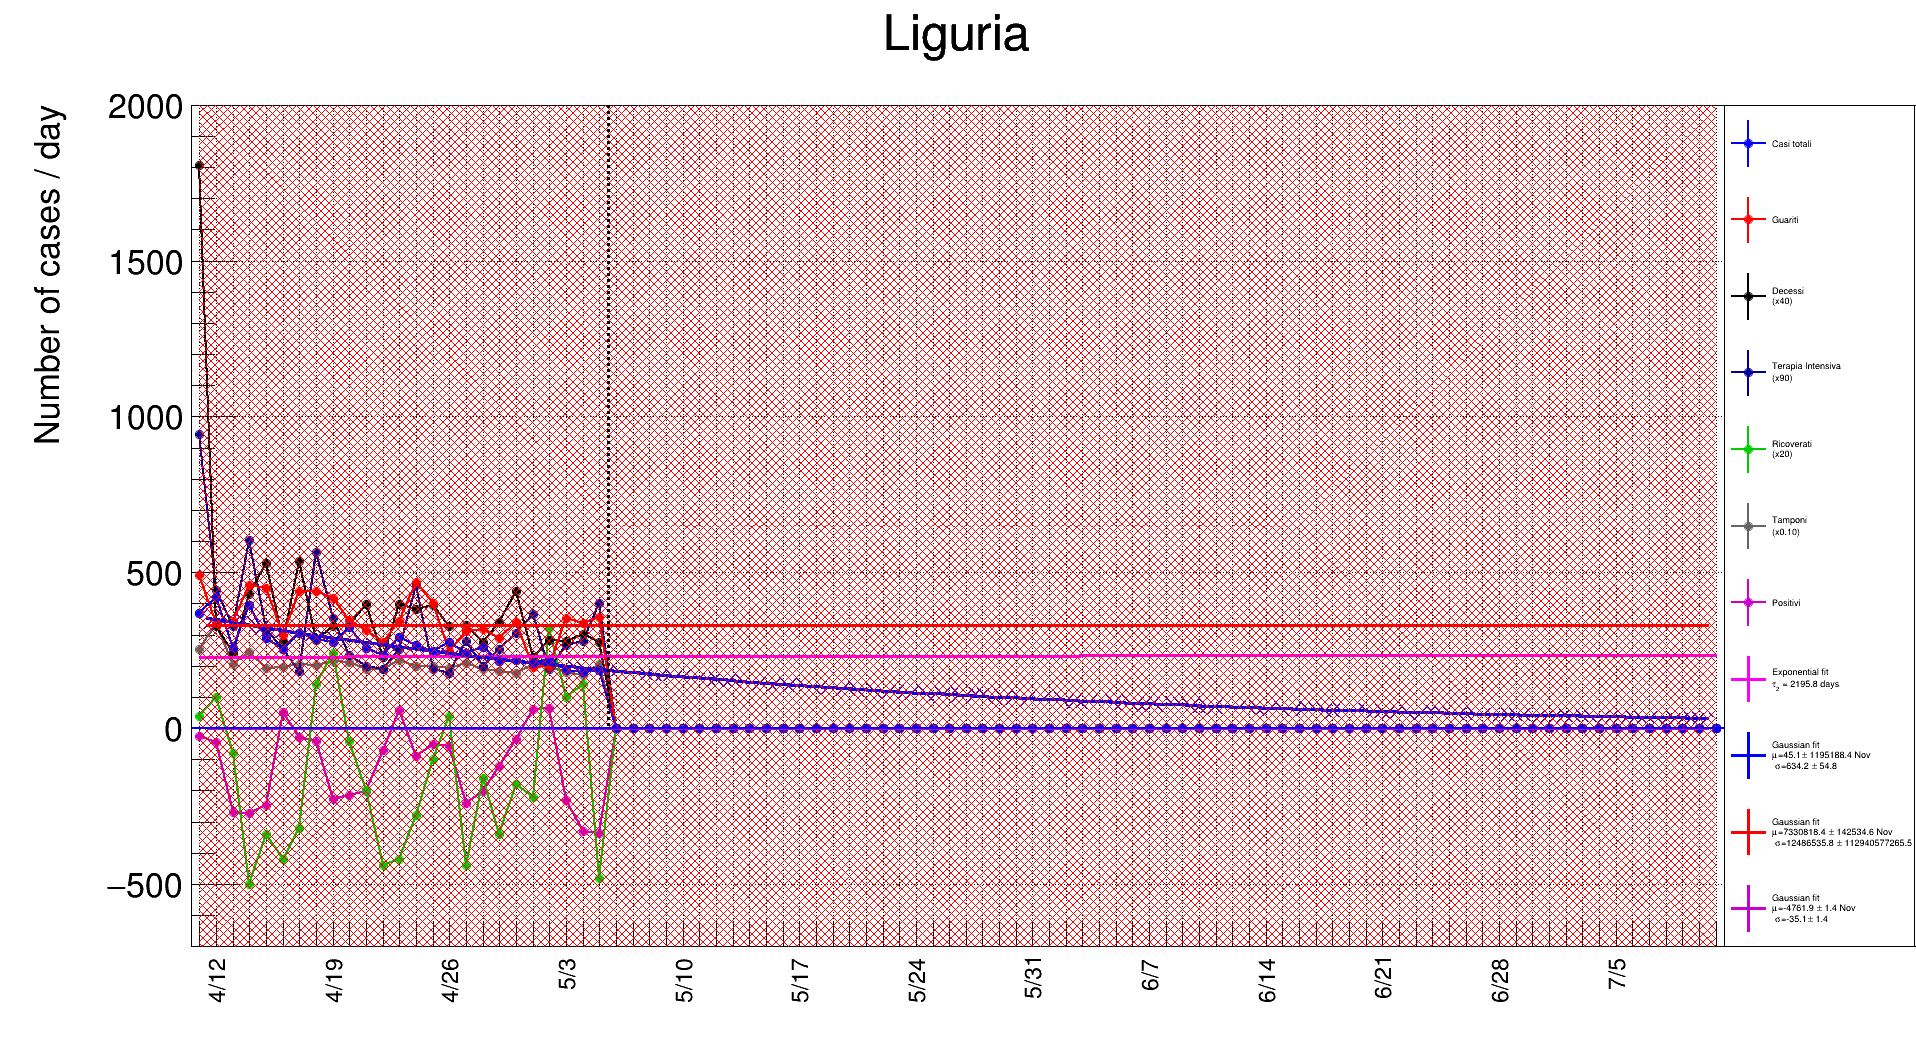 Liguria
Number of cases / day
2000
1500
1000
500
0
−500
4/12
4/19
4/26
5/3
5/10
5/17
5/24
5/31
6/7
6/14
6/21
6/28
7/5
Casi totali
Guariti
Decessi
(x40)
Terapia Intensiva
(x90)
Ricoverati
(x20)
Tamponi
(x0.10)
Positivi
Exponential fit
τ₂ = 2195.8 days
Gaussian fit
μ=45.1± 1195188.4 Nov
σ=634.2 ± 54.8
Gaussian fit
μ=7330818.4 ± 142534.6 Nov
σ=12486535.8 ± 112940577265.5
Gaussian fit
μ=-4761.9 ± 1.4 Nov
σ=-35.1± 1.4